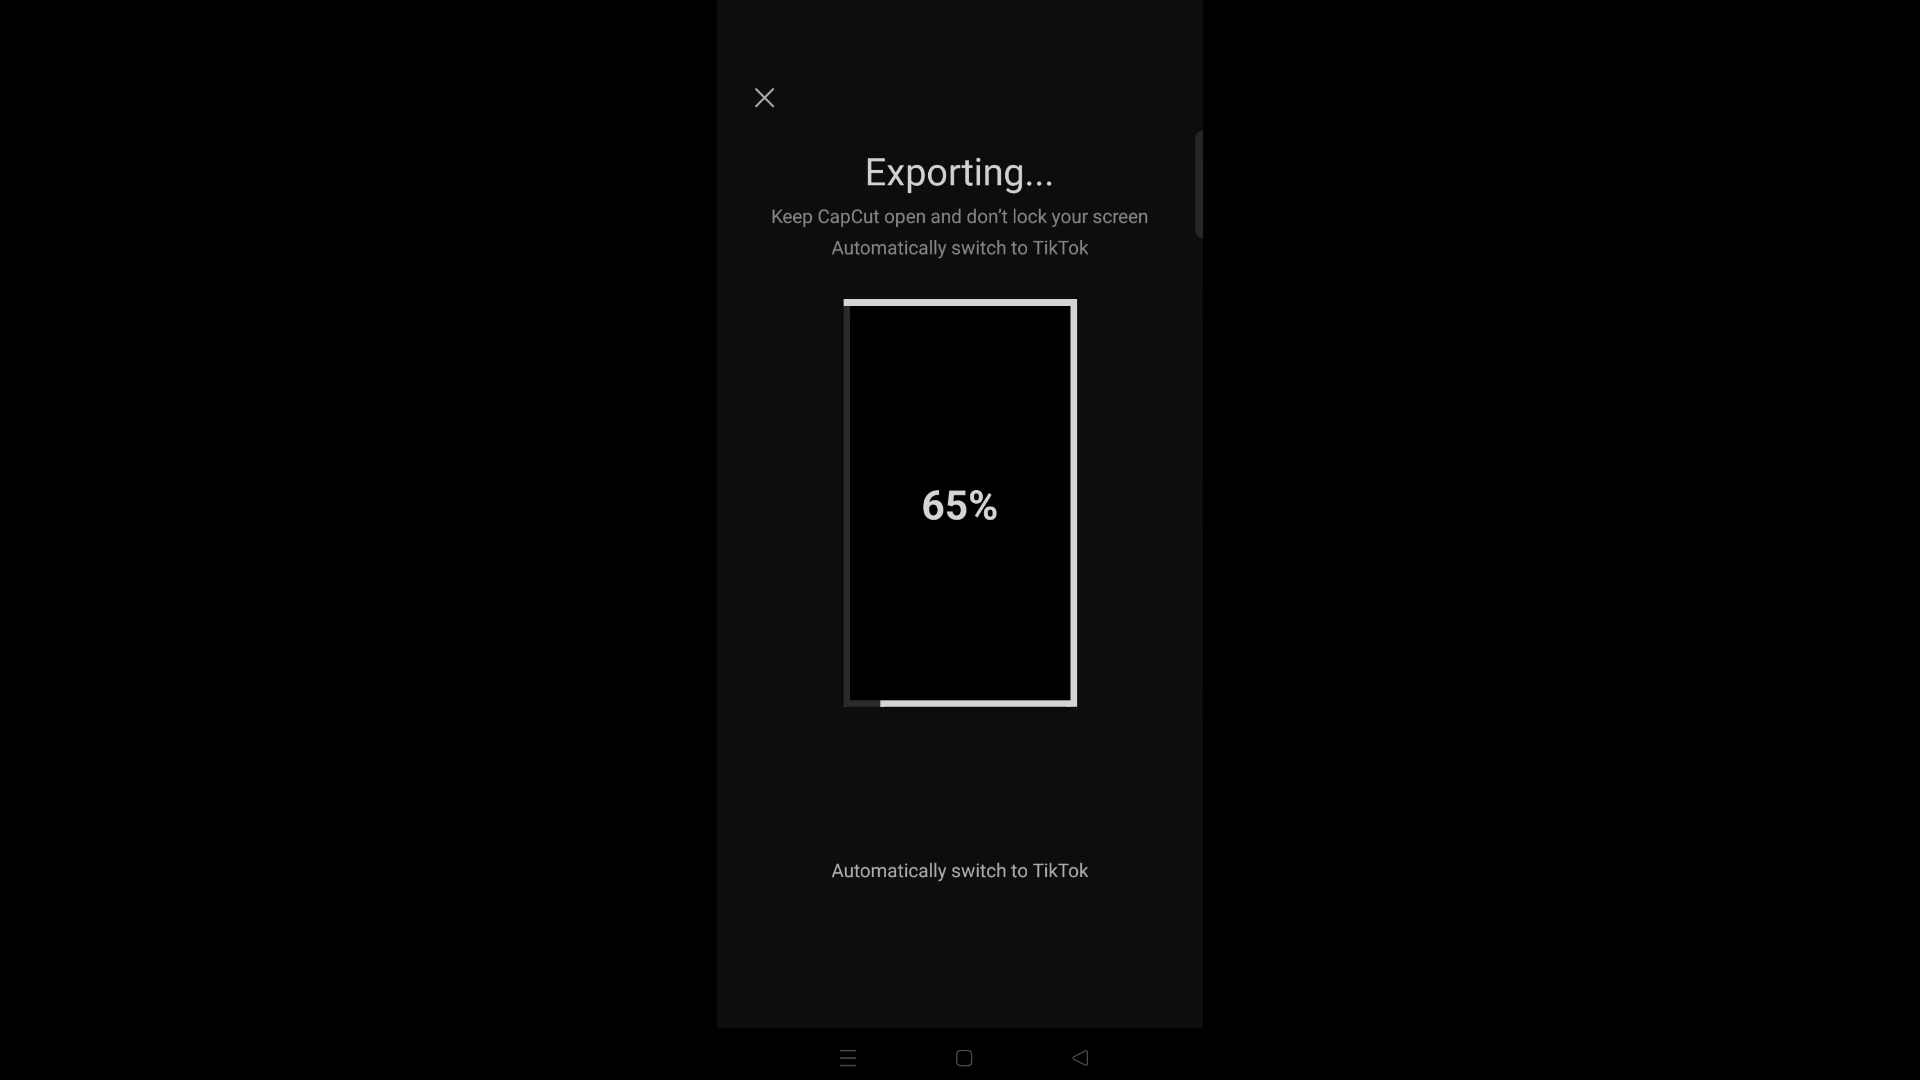 Exporting...
Keep CapCut open and don’t lock your screen
Automatically switch to TikTok
65%
Automatically switch to TikTok